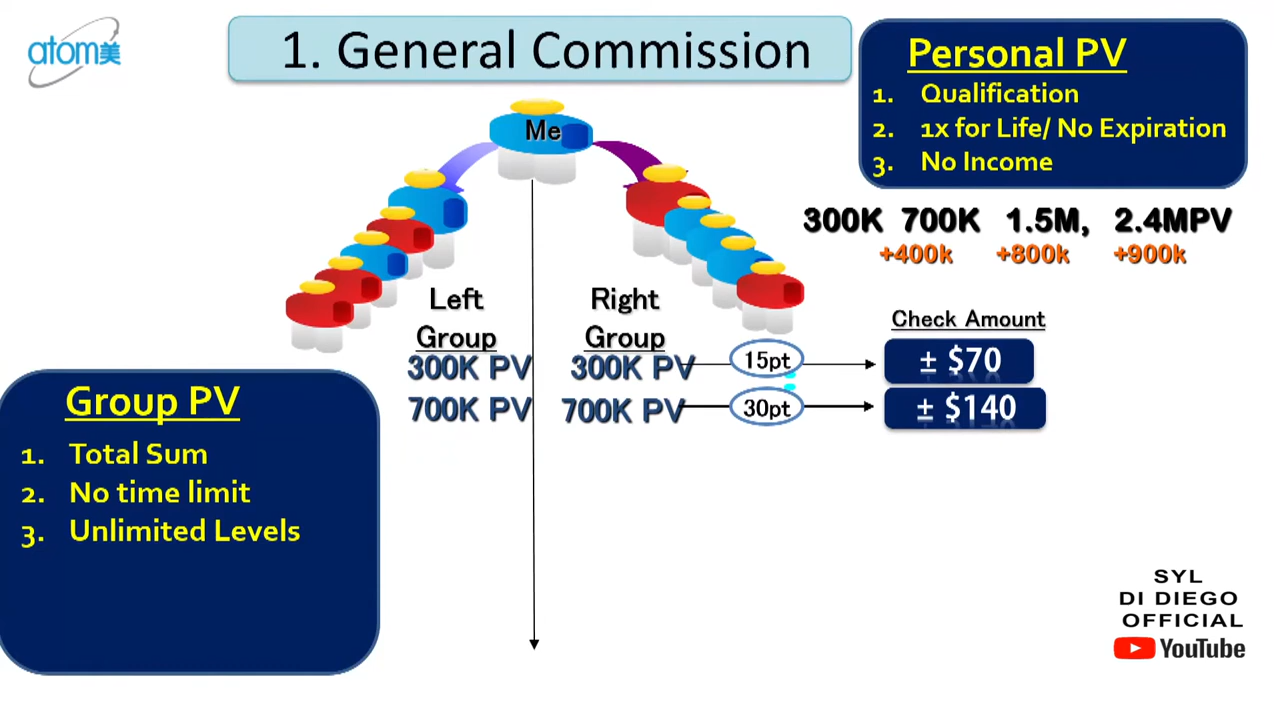 atom美
1. General Commission
Personal PV
1. Qualification
2. 1x for Life/ No Expiration
3. No Income
Me
300K 700K 1.5M, 2.4MPV
+400k +800k +900k
Left
Group
300K PV
700K PV
Right
Group
300K PV
700K PV
15pt
30pt
Check Amount
± $70
± $140
Group PV
1. Total Sum
2. No time limit
3. Unlimited Levels
SYL
DI DIEGO
OFFICIAL
YouTube